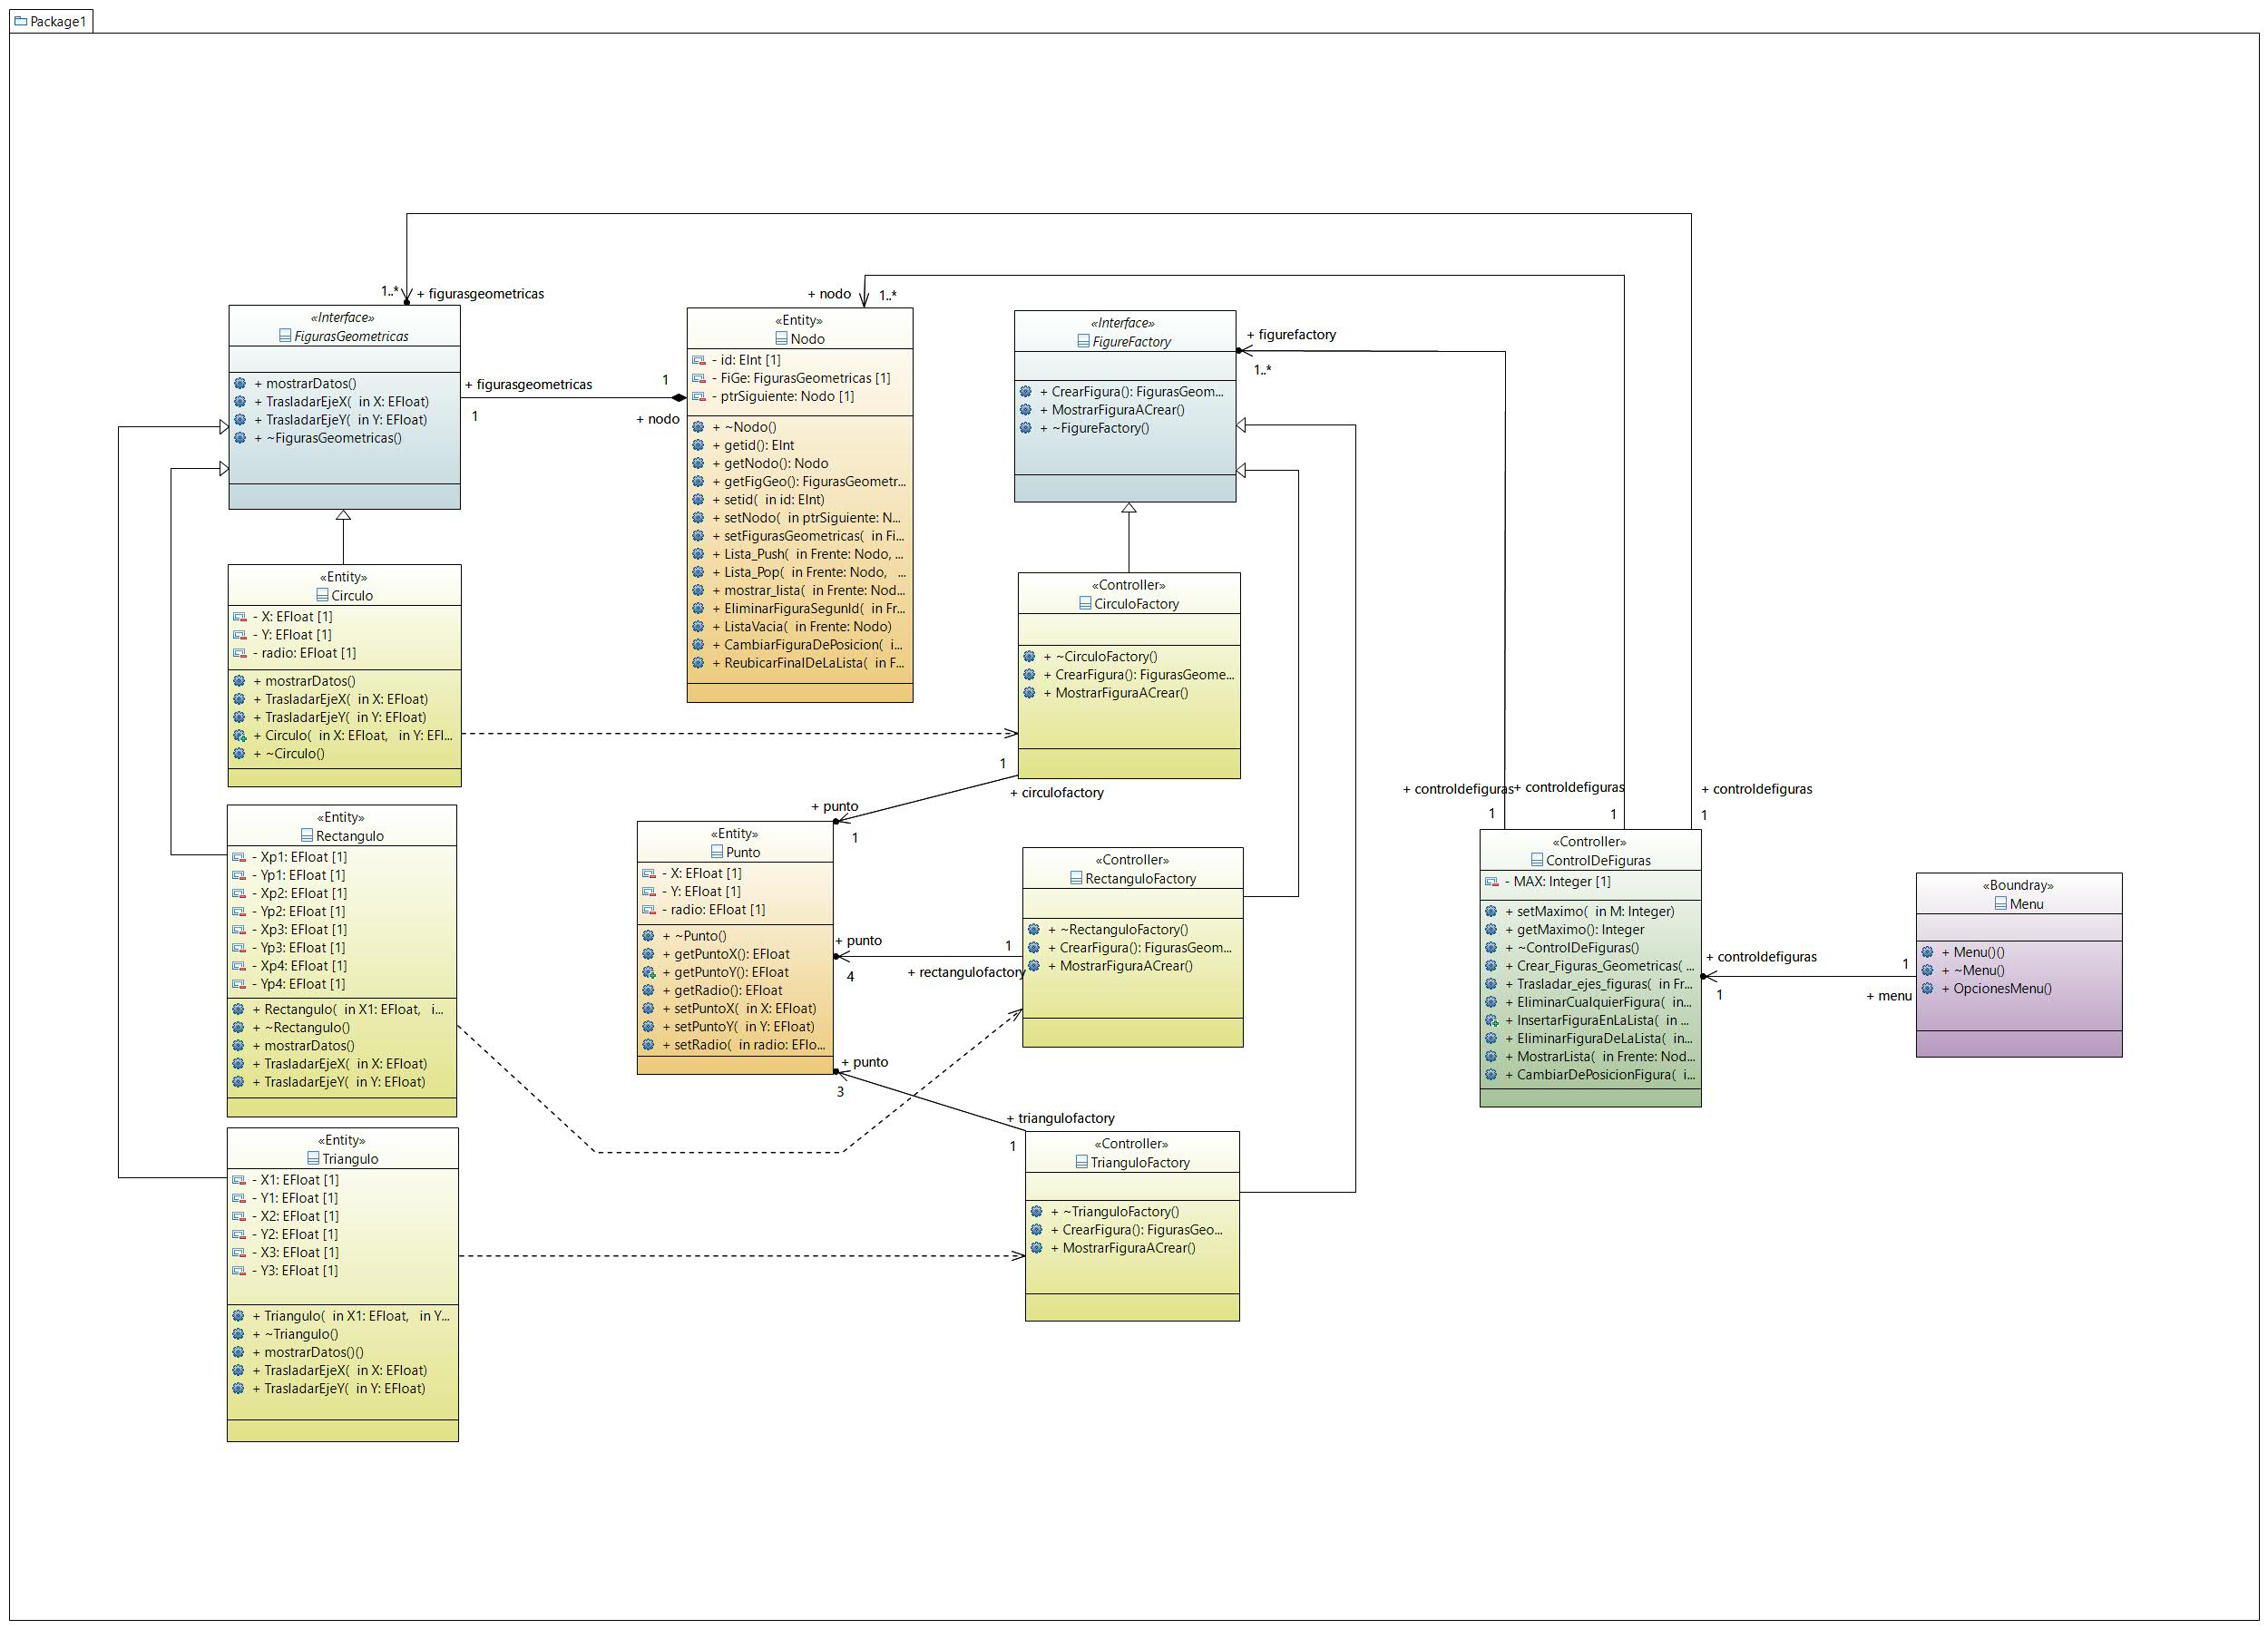 Package1
1..*
+ figurasgeometricas
«Interface»
FigurasGeometricas
+ mostrarDatos()
+ TrasladarEjeX(  in X: EFloat)
+ TrasladarEjeY(  in Y: EFloat)
+ ~FigurasGeometricas()
+ figurasgeometricas
1
1
+ nodo
+ nodo
1..*
«Entity»
Nodo
- id: EInt [1]
- FiGe: FigurasGeometricas [1]
- ptrSiguiente: Nodo [1]
+ ~Nodo()
+ getid(): EInt
+ getNodo(): Nodo
+ getFigGeo(): FigurasGeometr...
+ setid(  in id: EInt)
+ setNodo(  in ptrSiguiente: N...
+ setFigurasGeometricas(  in Fi...
+ Lista_Push(  in Frente: Nodo, ...
+ Lista_Pop(  in Frente: Nodo,   ...
+ mostrar_lista(  in Frente: Nod...
+ EliminarFiguraSegunId(  in Fr...
+ ListaVacia(  in Frente: Nodo)
+ CambiarFiguraDePosicion(  i...
+ ReubicarFinalDeLaLista(  in F...
«Interface»
FigureFactory
+ CrearFigura(): FigurasGeom...
+ MostrarFiguraACrear()
+ ~FigureFactory()
+ figurefactory
1..*
«Entity»
Circulo
- X: EFloat [1]
- Y: EFloat [1]
- radio: EFloat [1]
+ mostrarDatos()
+ TrasladarEjeX(  in X: EFloat)
+ TrasladarEjeY(  in Y: EFloat)
+ Circulo(  in X: EFloat,   in Y: EFl...
+ ~Circulo()
«Controller»
CirculoFactory
+ ~CirculoFactory()
+ CrearFigura(): FigurasGeome...
+ MostrarFiguraACrear()
1
+ circulofactory
+ punto
1
«Entity»
Rectangulo
- Xp1: EFloat [1]
- Yp1: EFloat [1]
- Xp2: EFloat [1]
- Yp2: EFloat [1]
- Xp3: EFloat [1]
- Yp3: EFloat [1]
- Xp4: EFloat [1]
- Yp4: EFloat [1]
+ Rectangulo(  in X1: EFloat,   i...
+ ~Rectangulo()
+ mostrarDatos()
+ TrasladarEjeX(  in X: EFloat)
+ TrasladarEjeY(  in Y: EFloat)
«Entity»
Punto
- X: EFloat [1]
- Y: EFloat [1]
- radio: EFloat [1]
+ ~Punto()
+ getPuntoX(): EFloat
+ getPuntoY(): EFloat
+ getRadio(): EFloat
+ setPuntoX(  in X: EFloat)
+ setPuntoY(  in Y: EFloat)
+ setRadio(  in radio: EFlo...
+ punto
4
1
+ rectangulofactory
«Controller»
RectanguloFactory
+ ~RectanguloFactory()
+ CrearFigura(): FigurasGeom...
+ MostrarFiguraACrear()
+ punto
3
+ triangulofactory
1
«Controller»
TrianguloFactory
+ ~TrianguloFactory()
+ CrearFigura(): FigurasGeo...
+ MostrarFiguraACrear()
«Entity»
Triangulo
- X1: EFloat [1]
- Y1: EFloat [1]
- X2: EFloat [1]
- Y2: EFloat [1]
- X3: EFloat [1]
- Y3: EFloat [1]
+ Triangulo(  in X1: EFloat,   in Y...
+ ~Triangulo()
+ mostrarDatos()()
+ TrasladarEjeX(  in X: EFloat)
+ TrasladarEjeY(  in Y: EFloat)
+ controldefiguras
1
+ controldefiguras
1
+ controldefiguras
1
«Controller»
ControlDeFiguras
- MAX: Integer [1]
+ setMaximo(  in M: Integer)
+ getMaximo(): Integer
+ ~ControlDeFiguras()
+ Crear_Figuras_Geometricas( ...
+ Trasladar_ejes_figuras(  in Fr...
+ EliminarCualquierFigura(  in...
+ InsertarFiguraEnLaLista(  in ...
+ EliminarFiguraDeLaLista(  in...
+ MostrarLista(  in Frente: Nod...
+ CambiarDePosicionFigura(  i...
+ controldefiguras
1
1
+ menu
«Boundray»
Menu
+ Menu()()
+ ~Menu()
+ OpcionesMenu()